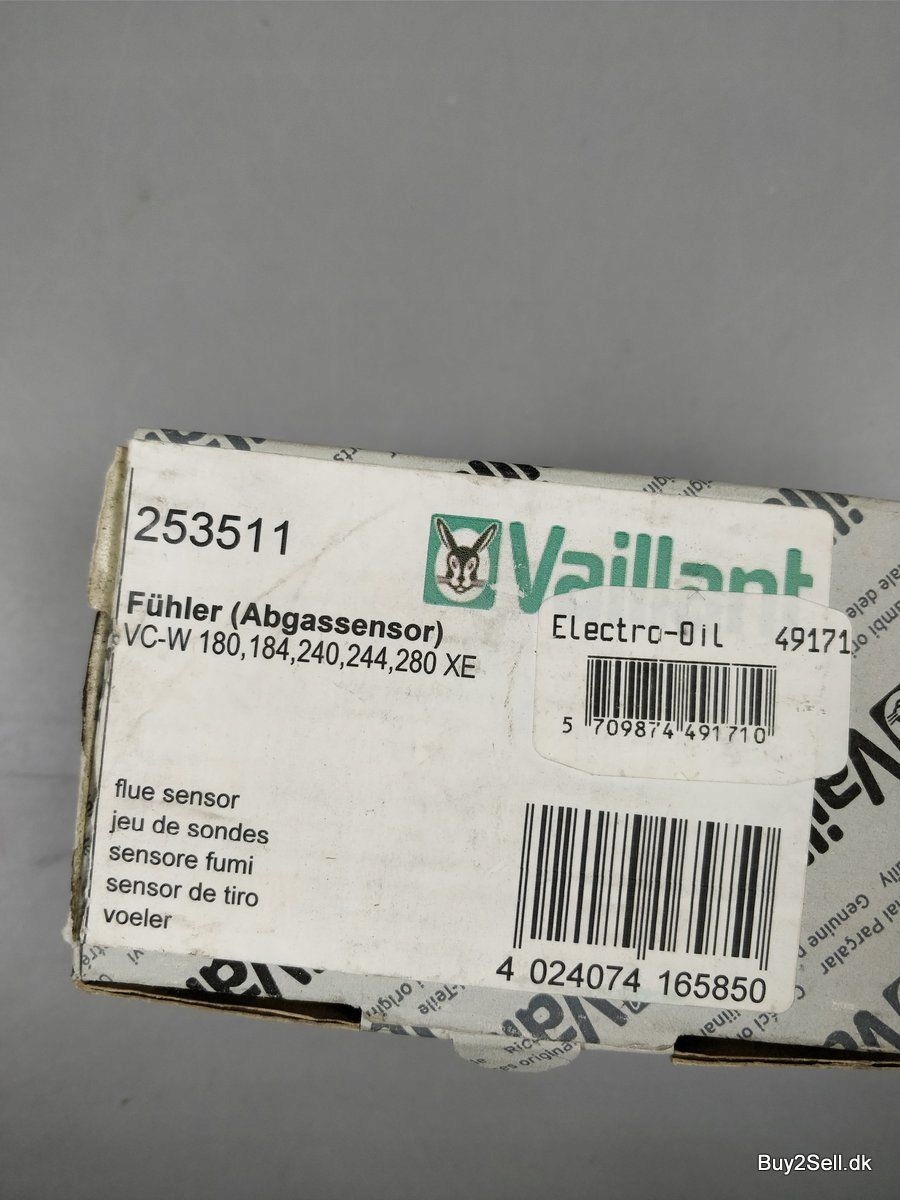 253511
Vaillant
Fühler (Abgassensor)
VC-W 180,184,240,244,280 XE
Electro-Oil 49171
5 709874 491710
flue sensor
jeu de sondes
sensore fumi
sensor de tiro
voeler
4 024074 165850
Genuine
Buy2Sell.dk